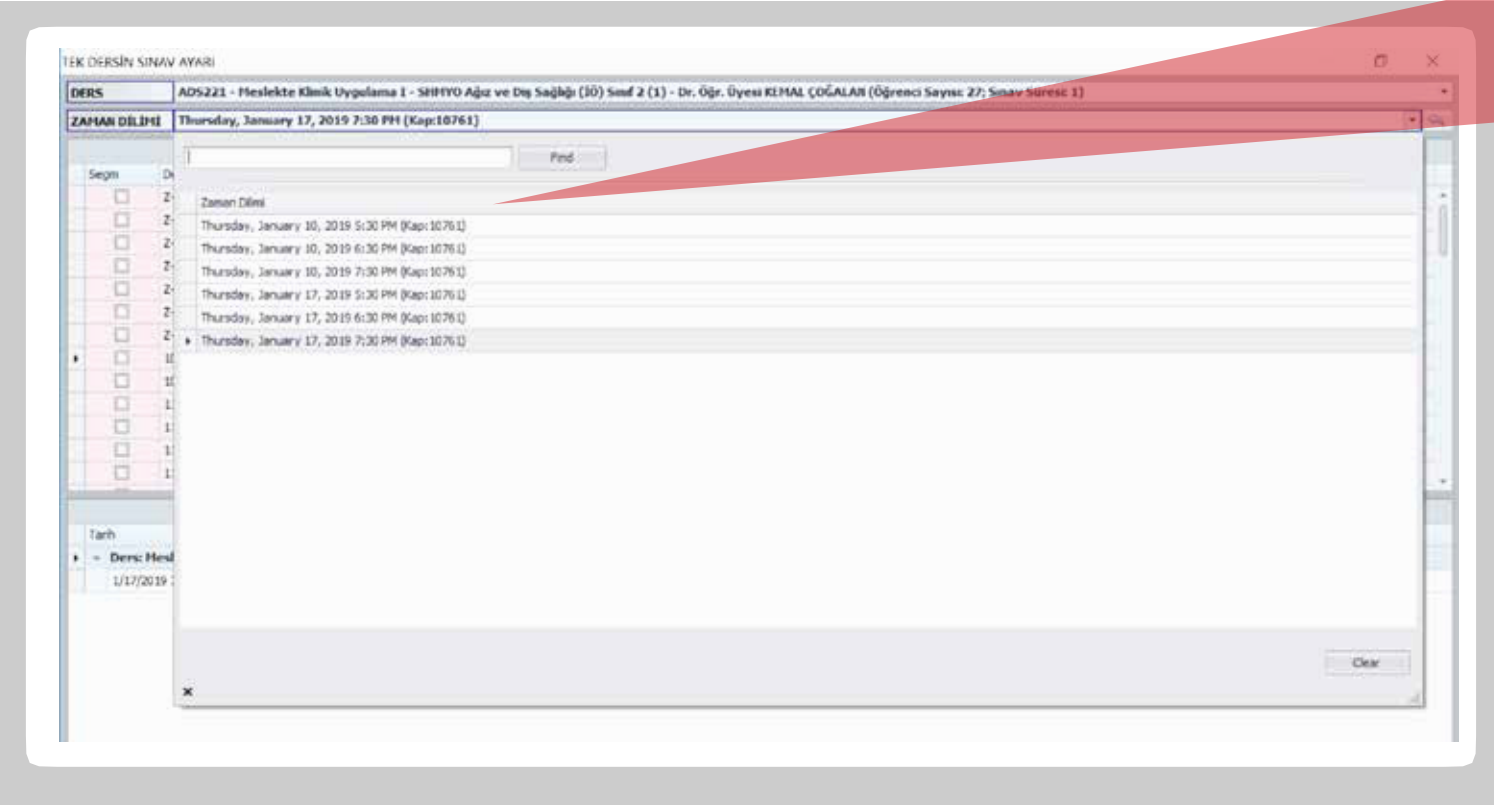 TEK DERSİN SINAV AYARI
DERS ADS221 - Meslekte Klinik Uygulama I - SHMYO Ağız ve Diş Sağlığı (İÖ) Sınıf 2 (1) - Dr. Öğr. Üyesi KEMAL ÇOĞALAN (Öğrenci Sayısı: 27; Sınav Süresi: 1)
ZAMAN DİLİMİ Thursday, January 17, 2019 7:30 PM (Kap:10761)
Find
Seçim
Zaman Dilimi
Thursday, January 10, 2019 5:30 PM (Kap:10761)
Thursday, January 10, 2019 6:30 PM (Kap:10761)
Thursday, January 10, 2019 7:30 PM (Kap:10761)
Thursday, January 17, 2019 5:30 PM (Kap:10761)
Thursday, January 17, 2019 6:30 PM (Kap:10761)
Thursday, January 17, 2019 7:30 PM (Kap:10761)
Tarih
Ders: Mesl
1/17/2019
Clear